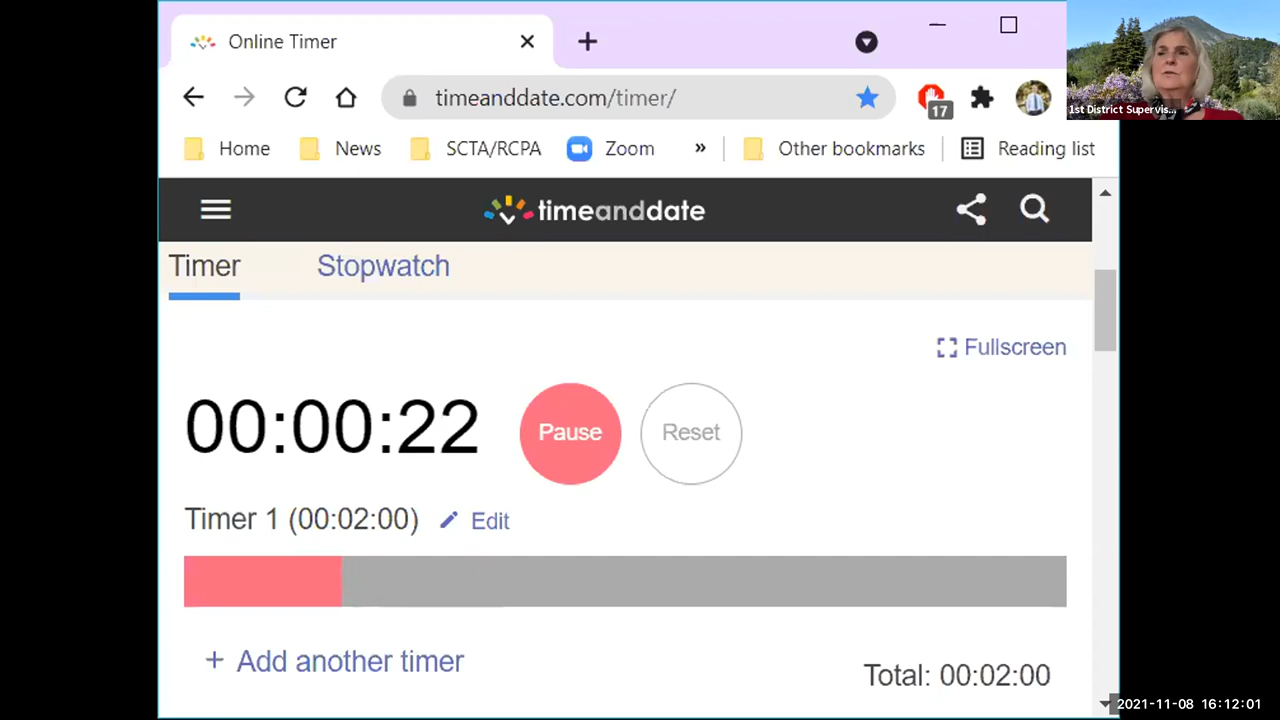 Online Timer
timeanddate.com/timer/
17
Home News SCTA/RCPA Zoom » Other bookmarks Reading list
1st District Supervis...
timeanddate
Timer Stopwatch
Fullscreen
00:00:22 Pause Reset
Timer 1 (00:02:00) Edit
+ Add another timer
Total: 00:02:00
2021-11-08 16:12:01